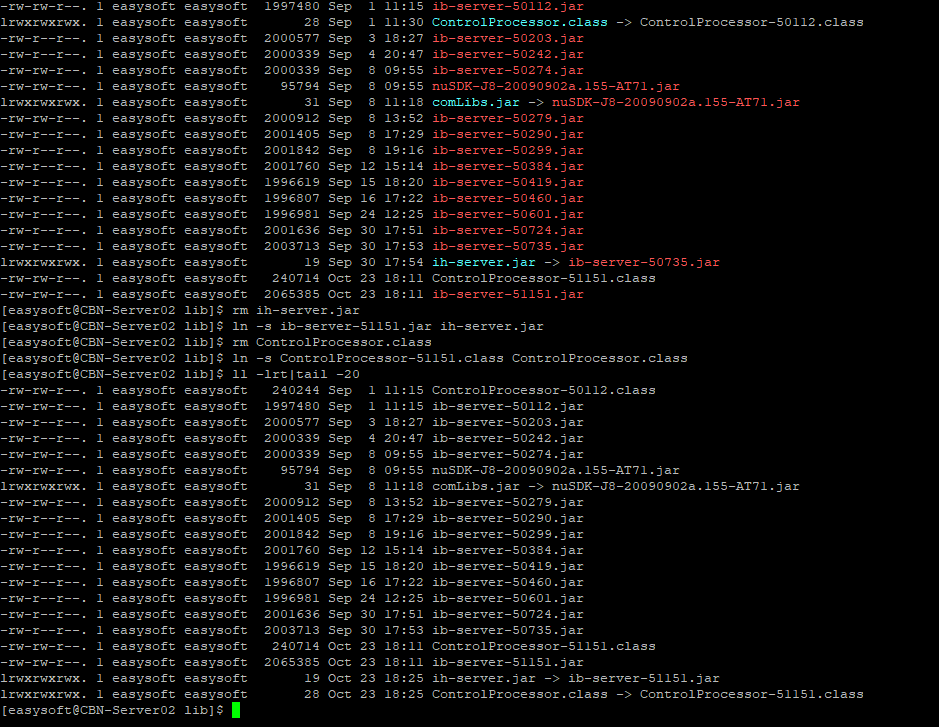 -rw-rw-r--. 1 easysoft easysoft  1997480 Sep  1 11:15 ib-server-50112.jar
lrwxrwxrwx. 1 easysoft easysoft       28 Sep  1 11:30 ControlProcessor.class -> ControlProcessor-50112.class
-rw-r--r--. 1 easysoft easysoft  2000577 Sep  3 18:27 ib-server-50203.jar
-rw-r--r--. 1 easysoft easysoft  2000339 Sep  4 20:47 ib-server-50242.jar
-rw-r--r--. 1 easysoft easysoft  2000339 Sep  8 09:55 ib-server-50274.jar
-rw-rw-r--. 1 easysoft easysoft    95794 Sep  8 09:55 nuSDK-J8-20090902a.155-AT71.jar
lrwxrwxrwx. 1 easysoft easysoft       31 Sep  8 11:18 comLibs.jar -> nuSDK-J8-20090902a.155-AT71.jar
-rw-r--r--. 1 easysoft easysoft  2000912 Sep  8 13:52 ib-server-50279.jar
-rw-r--r--. 1 easysoft easysoft  2001405 Sep  8 17:29 ib-server-50290.jar
-rw-r--r--. 1 easysoft easysoft  2001842 Sep  8 19:16 ib-server-50299.jar
-rw-r--r--. 1 easysoft easysoft  2001760 Sep 12 15:14 ib-server-50384.jar
-rw-r--r--. 1 easysoft easysoft  1996619 Sep 15 18:20 ib-server-50419.jar
-rw-r--r--. 1 easysoft easysoft  1996807 Sep 16 17:22 ib-server-50460.jar
-rw-r--r--. 1 easysoft easysoft  1996981 Sep 24 12:25 ib-server-50601.jar
-rw-r--r--. 1 easysoft easysoft  2001636 Sep 30 17:51 ib-server-50724.jar
-rw-r--r--. 1 easysoft easysoft  2003713 Sep 30 17:53 ib-server-50735.jar
lrwxrwxrwx. 1 easysoft easysoft       19 Sep 30 17:54 ih-server.jar -> ib-server-50735.jar
-rw-rw-r--. 1 easysoft easysoft   240714 Oct 23 18:11 ControlProcessor-51151.class
-rw-rw-r--. 1 easysoft easysoft  2065385 Oct 23 18:11 ib-server-51151.jar
[easysoft@CBN-Server02 lib]$ rm ih-server.jar
[easysoft@CBN-Server02 lib]$ ln -s ib-server-51151.jar ih-server.jar
[easysoft@CBN-Server02 lib]$ rm ControlProcessor.class
[easysoft@CBN-Server02 lib]$ ln -s ControlProcessor-51151.class ControlProcessor.class
[easysoft@CBN-Server02 lib]$ ll -lrt|tail -20
-rw-rw-r--. 1 easysoft easysoft   240244 Sep  1 11:15 ControlProcessor-50112.class
-rw-rw-r--. 1 easysoft easysoft  1997480 Sep  1 11:15 ib-server-50112.jar
-rw-r--r--. 1 easysoft easysoft  2000577 Sep  3 18:27 ib-server-50203.jar
-rw-r--r--. 1 easysoft easysoft  2000339 Sep  4 20:47 ib-server-50242.jar
-rw-r--r--. 1 easysoft easysoft  2000339 Sep  8 09:55 ib-server-50274.jar
-rw-rw-r--. 1 easysoft easysoft    95794 Sep  8 09:55 nuSDK-J8-20090902a.155-AT71.jar
lrwxrwxrwx. 1 easysoft easysoft       31 Sep  8 11:18 comLibs.jar -> nuSDK-J8-20090902a.155-AT71.jar
-rw-r--r--. 1 easysoft easysoft  2000912 Sep  8 13:52 ib-server-50279.jar
-rw-r--r--. 1 easysoft easysoft  2001405 Sep  8 17:29 ib-server-50290.jar
-rw-r--r--. 1 easysoft easysoft  2001842 Sep  8 19:16 ib-server-50299.jar
-rw-r--r--. 1 easysoft easysoft  2001760 Sep 12 15:14 ib-server-50384.jar
-rw-r--r--. 1 easysoft easysoft  1996619 Sep 15 18:20 ib-server-50419.jar
-rw-r--r--. 1 easysoft easysoft  1996807 Sep 16 17:22 ib-server-50460.jar
-rw-r--r--. 1 easysoft easysoft  1996981 Sep 24 12:25 ib-server-50601.jar
-rw-r--r--. 1 easysoft easysoft  2001636 Sep 30 17:51 ib-server-50724.jar
-rw-r--r--. 1 easysoft easysoft  2003713 Sep 30 17:53 ib-server-50735.jar
-rw-rw-r--. 1 easysoft easysoft   240714 Oct 23 18:11 ControlProcessor-51151.class
-rw-rw-r--. 1 easysoft easysoft  2065385 Oct 23 18:11 ib-server-51151.jar
lrwxrwxrwx. 1 easysoft easysoft       19 Oct 23 18:25 ih-server.jar -> ib-server-51151.jar
lrwxrwxrwx. 1 easysoft easysoft       28 Oct 23 18:25 ControlProcessor.class -> ControlProcessor-51151.class
[easysoft@CBN-Server02 lib]$